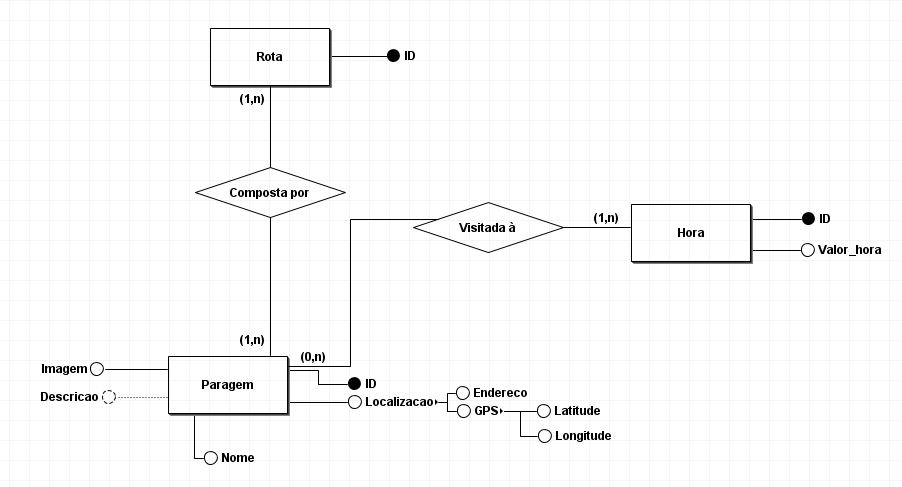 Rota
ID
(1,n)
Composta por
(1,n)
Visitada à
(1,n)
Hora
ID
Valor_hora
(0,n)
Imagem
Descricao
Paragem
ID
Localizacao
Endereco
GPS
Latitude
Longitude
Nome